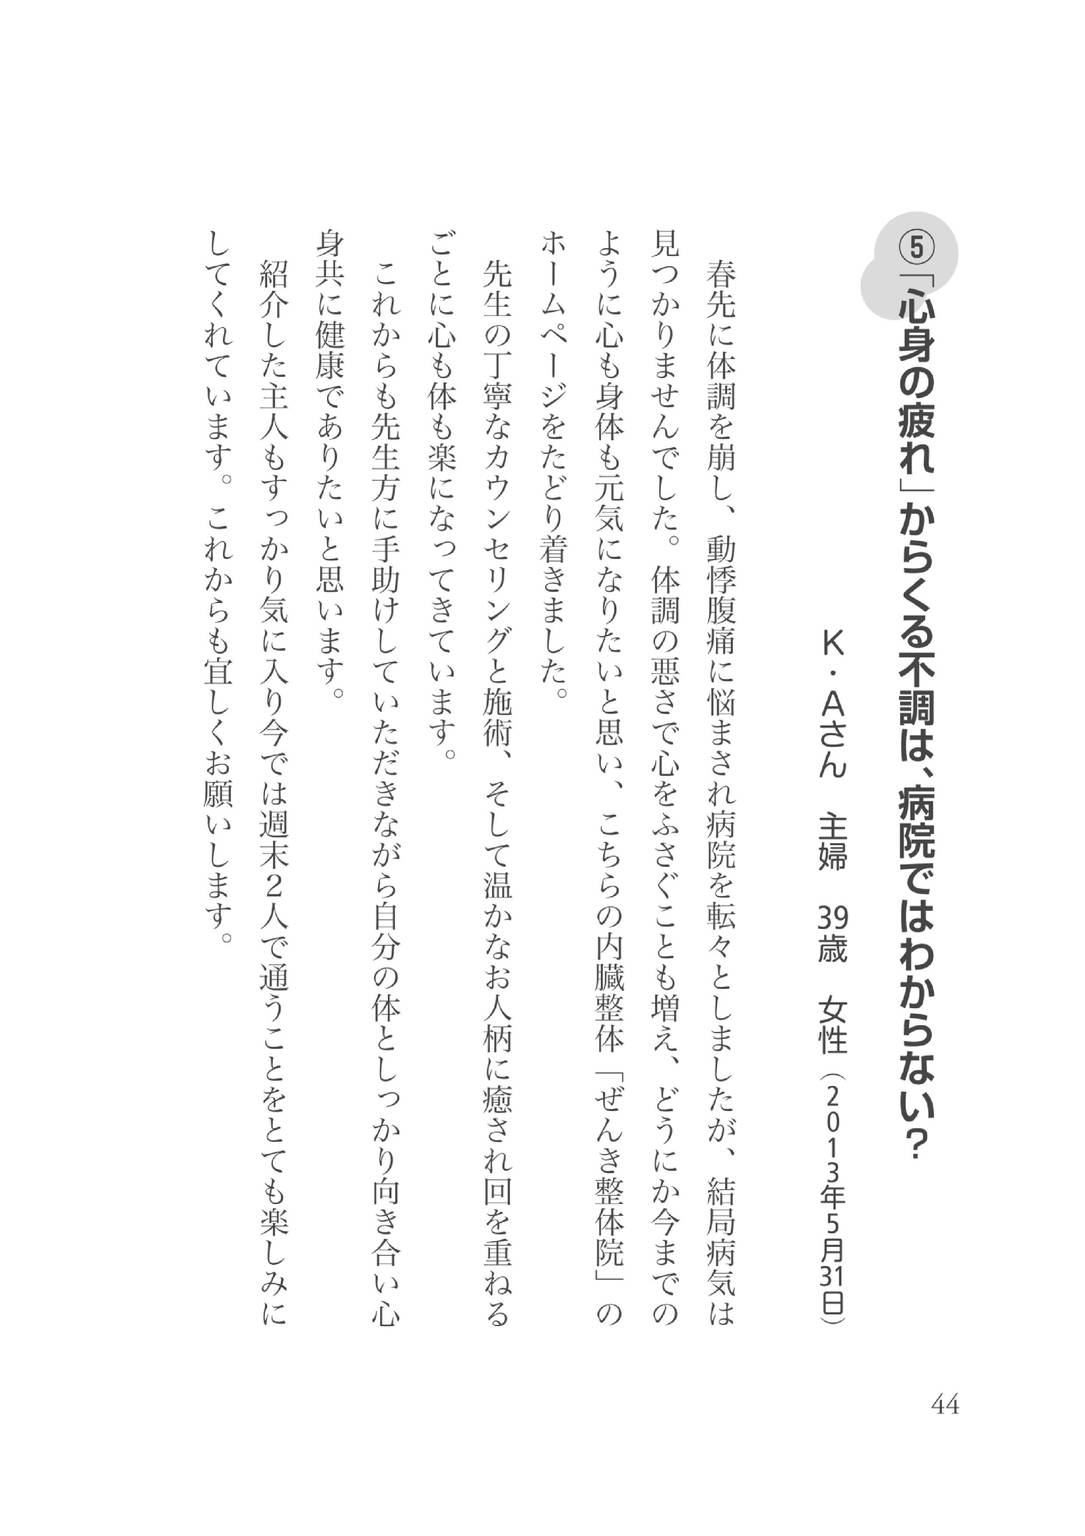 ⑤「心身の疲れ」からくる不調は、病院ではわからない?
K・Aさん　主婦　39歳　女性（2013年5月31日）
　春先に体調を崩し、動悸腹痛に悩まされ病院を転々としましたが、結局病気は
見つかりませんでした。体調の悪さで心をふさぐことも増え、どうにか今までの
ように心も身体も元気になりたいと思い、こちらの内臓整体「ぜんき整体院」の
ホームページをたどり着きました。
　先生の丁寧なカウンセリングと施術、そして温かなお人柄に癒され回を重ねる
ごとに心も体も楽になってきています。
　これからも先生方に手助けしていただきながら自分の体としっかり向き合い心
身共に健康でありたいと思います。
　紹介した主人もすっかり気に入り今では週末2人で通うことをとても楽しみに
してくれています。これからも宜しくお願いします。
44